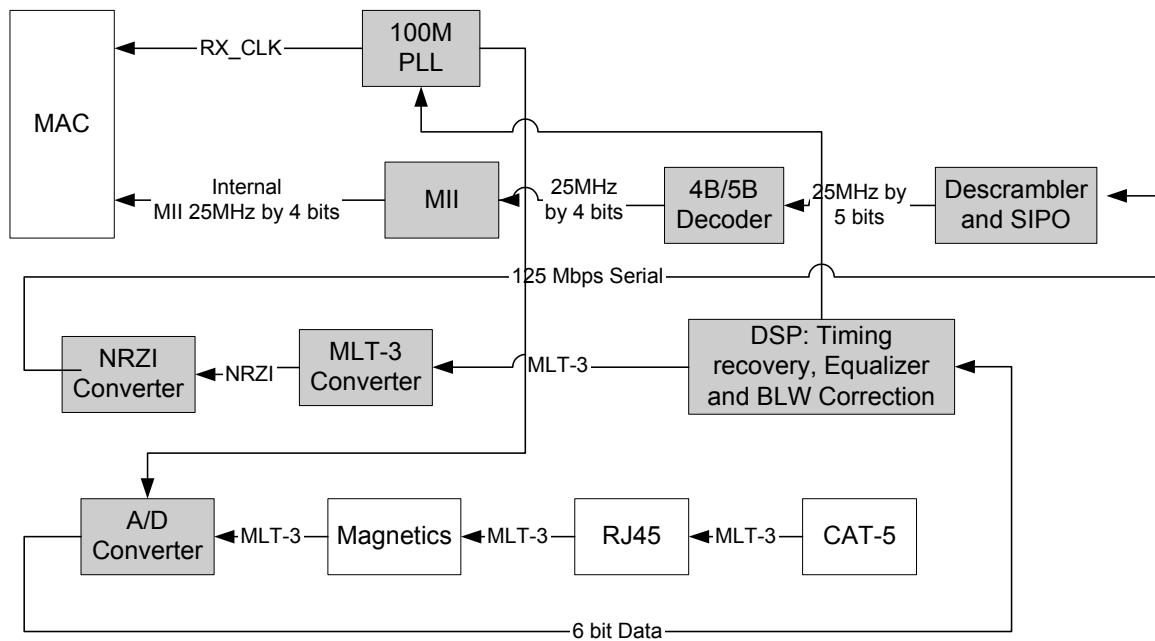 100M
PLL
RX_CLK
MAC
Internal
MII 25MHz by 4 bits
MII
25MHz
by 4 bits
4B/5B
Decoder
25MHz by
5 bits
Descrambler
and SIPO
125 Mbps Serial
NRZI
Converter
NRZI
MLT-3
Converter
MLT-3
DSP: Timing
recovery, Equalizer
and BLW Correction
A/D
Converter
MLT-3
Magnetics
MLT-3
RJ45
MLT-3
CAT-5
6 bit Data